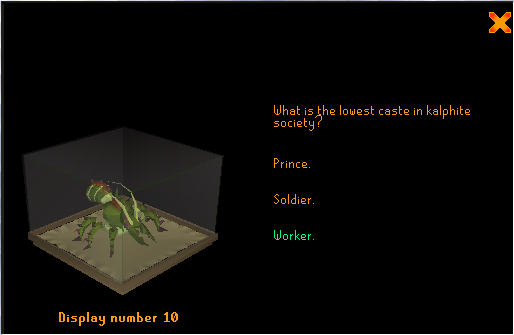 What is the lowest caste in kalphite
society?
Prince.
Soldier.
Worker.
Display number 10